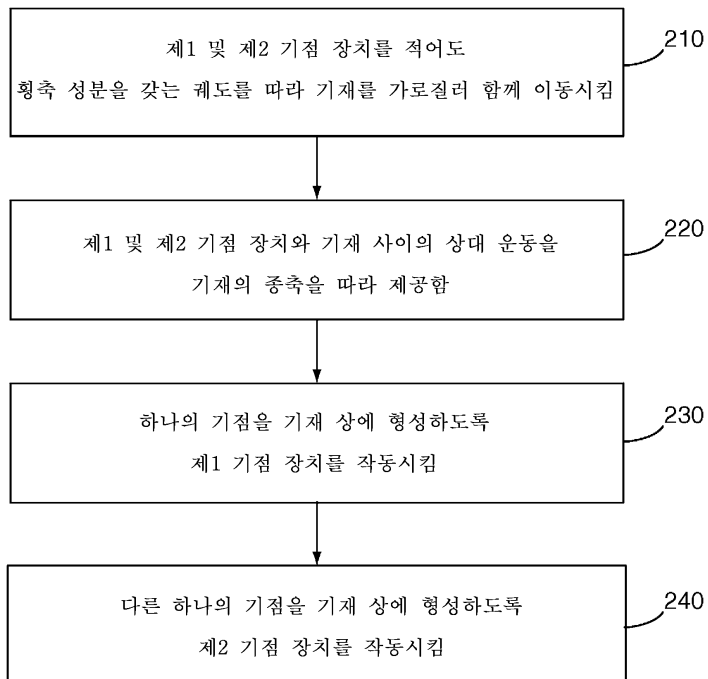 제1 및 제2 기점 장치를 적어도
횡축 성분을 갖는 궤도를 따라 기재를 가로질러 함께 이동시킴
210
제1 및 제2 기점 장치와 기재 사이의 상대 운동을
기재의 종축을 따라 제공함
220
하나의 기점을 기재 상에 형성하도록
제1 기점 장치를 작동시킴
230
다른 하나의 기점을 기재 상에 형성하도록
제2 기점 장치를 작동시킴
240